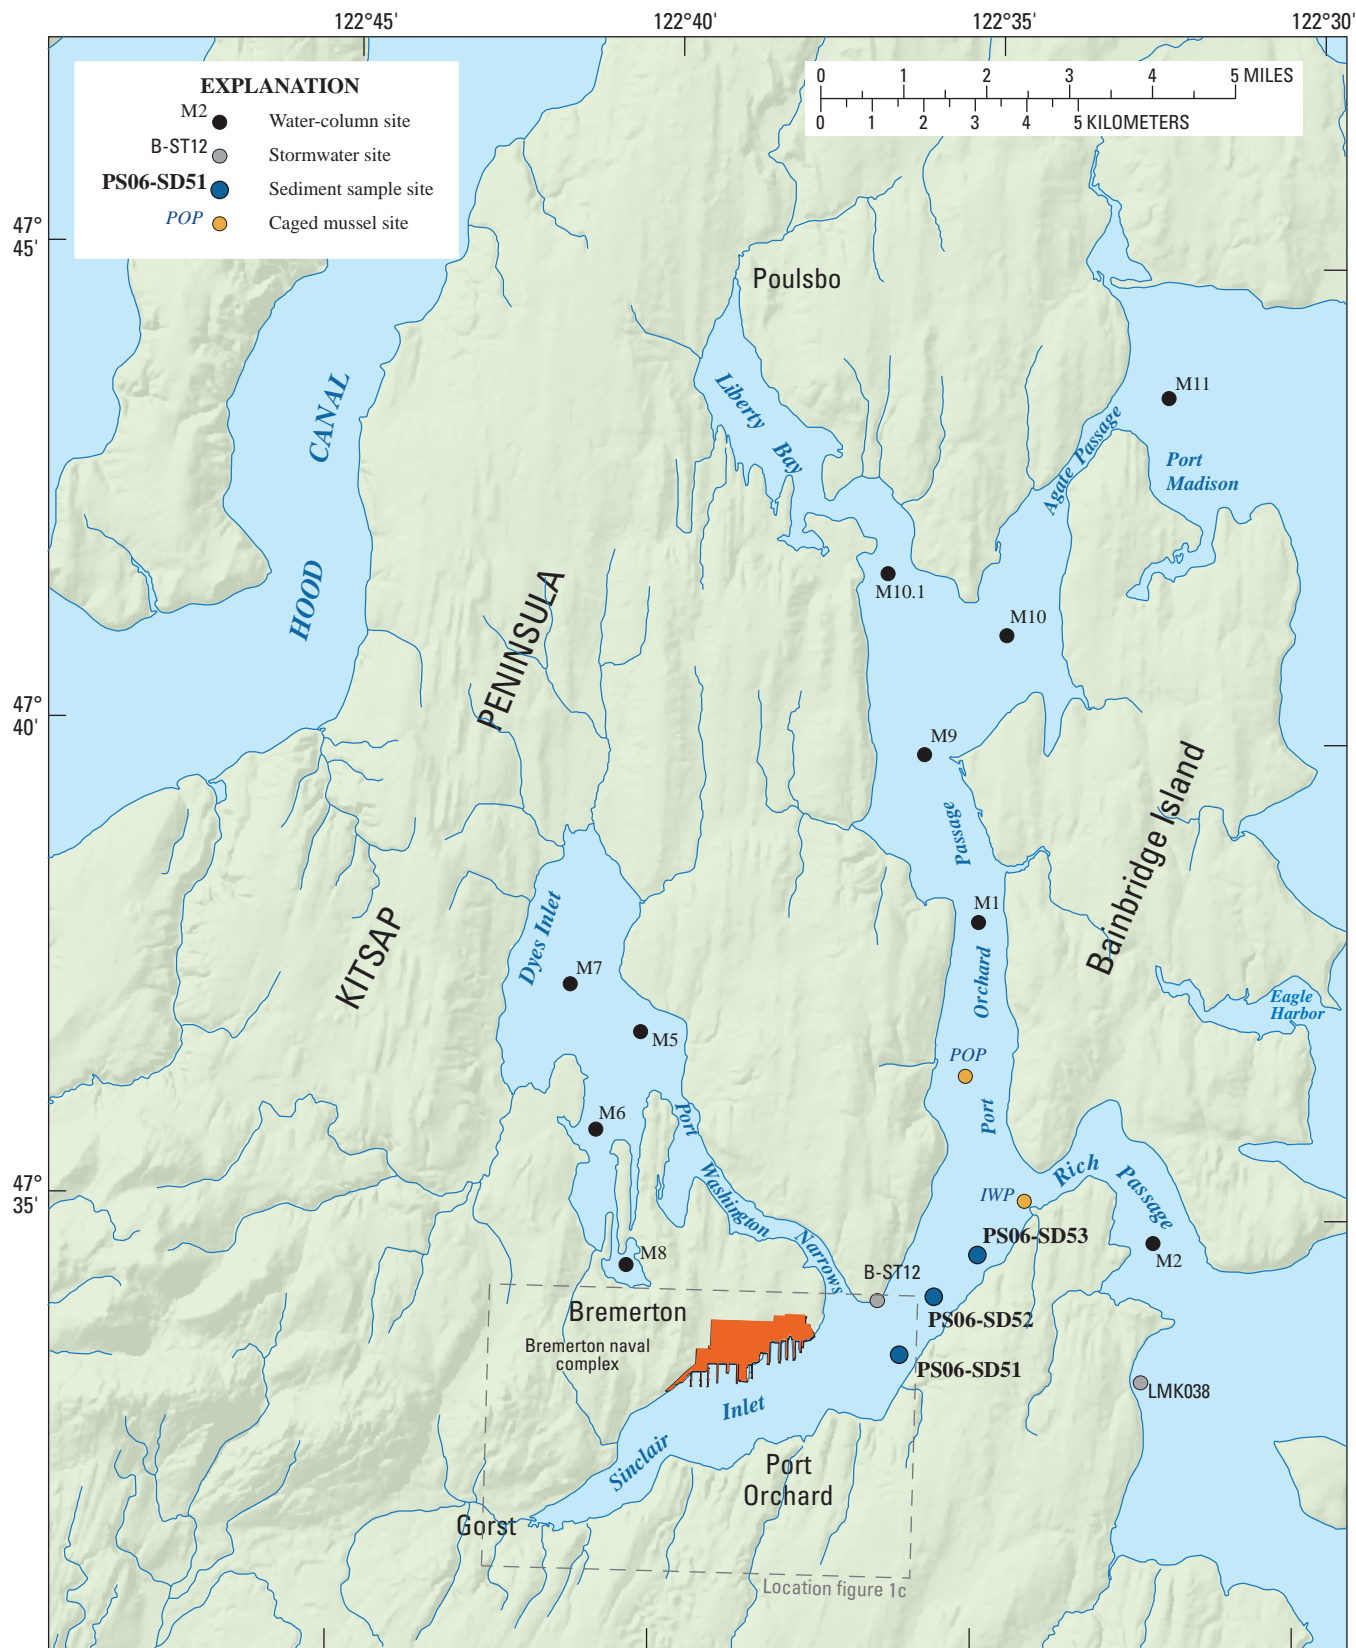 122°45'
122°40'
122°35'
122°30'
EXPLANATION
M2
Water-column site
B-ST12
Stormwater site
PS06-SD51
Sediment sample site
POP
Caged mussel site
0 1 2 3 4 5 MILES
0 1 2 3 4 5 KILOMETERS
47°
45'
Poulsbo
HOOD CANAL
Liberty Bay
M11
Agate Passage
Port
Madison
M10.1
M10
PENINSULA
47°
40'
M9
Bainbridge Island
Port Orchard Passage
M1
KITSAP
Dyes Inlet
M7
Eagle
Harbor
M5
POP
M6
Port Washington Narrows
Rich Passage
47°
35'
IWP
PS06-SD53
M2
M8
B-ST12
Bremerton
PS06-SD52
Bremerton naval
complex
PS06-SD51
LMK038
Sinclair Inlet
Port
Orchard
Gorst
Location figure 1c